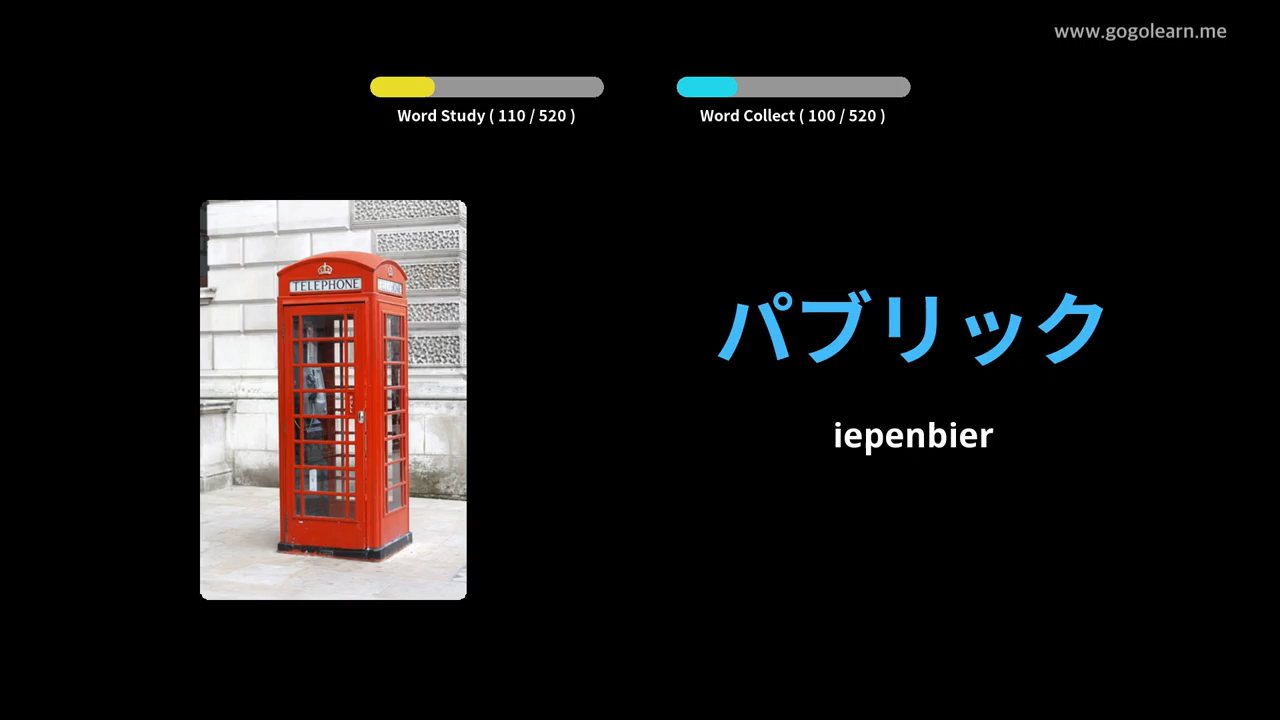 www.gogolearn.me
Word Study ( 110 / 520 )
Word Collect ( 100 / 520 )
TELEPHONE
パブリック
iepenbier